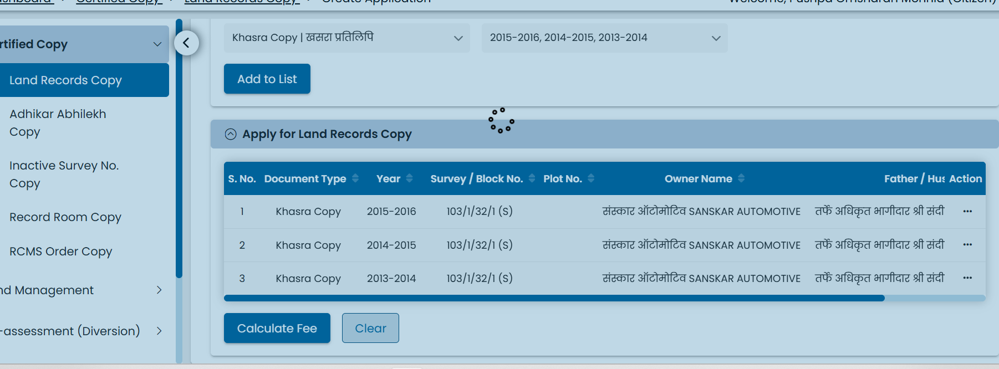 Certified Copy > Land Records Copy > Create Application
Khasra Copy | खसरा प्रतिलिपि
2015-2016, 2014-2015, 2013-2014
rtified Copy
Land Records Copy
Add to List
Adhikar Abhilekh
Copy
Apply for Land Records Copy
Inactive Survey No.
Copy
S. No. Document Type Year Survey / Block No. Plot No. Owner Name Father / Hus Action
1 Khasra Copy 2015-2016 103/1/32/1 (S) संस्कार ऑटोमोटिव SANSKAR AUTOMOTIVE तर्फे अधिकृत भागीदार श्री संदी ...
Record Room Copy
2 Khasra Copy 2014-2015 103/1/32/1 (S) संस्कार ऑटोमोटिव SANSKAR AUTOMOTIVE तर्फे अधिकृत भागीदार श्री संदी ...
RCMS Order Copy
3 Khasra Copy 2013-2014 103/1/32/1 (S) संस्कार ऑटोमोटिव SANSKAR AUTOMOTIVE तर्फे अधिकृत भागीदार श्री संदी ...
nd Management
Calculate Fee
Clear
-assessment (Diversion)